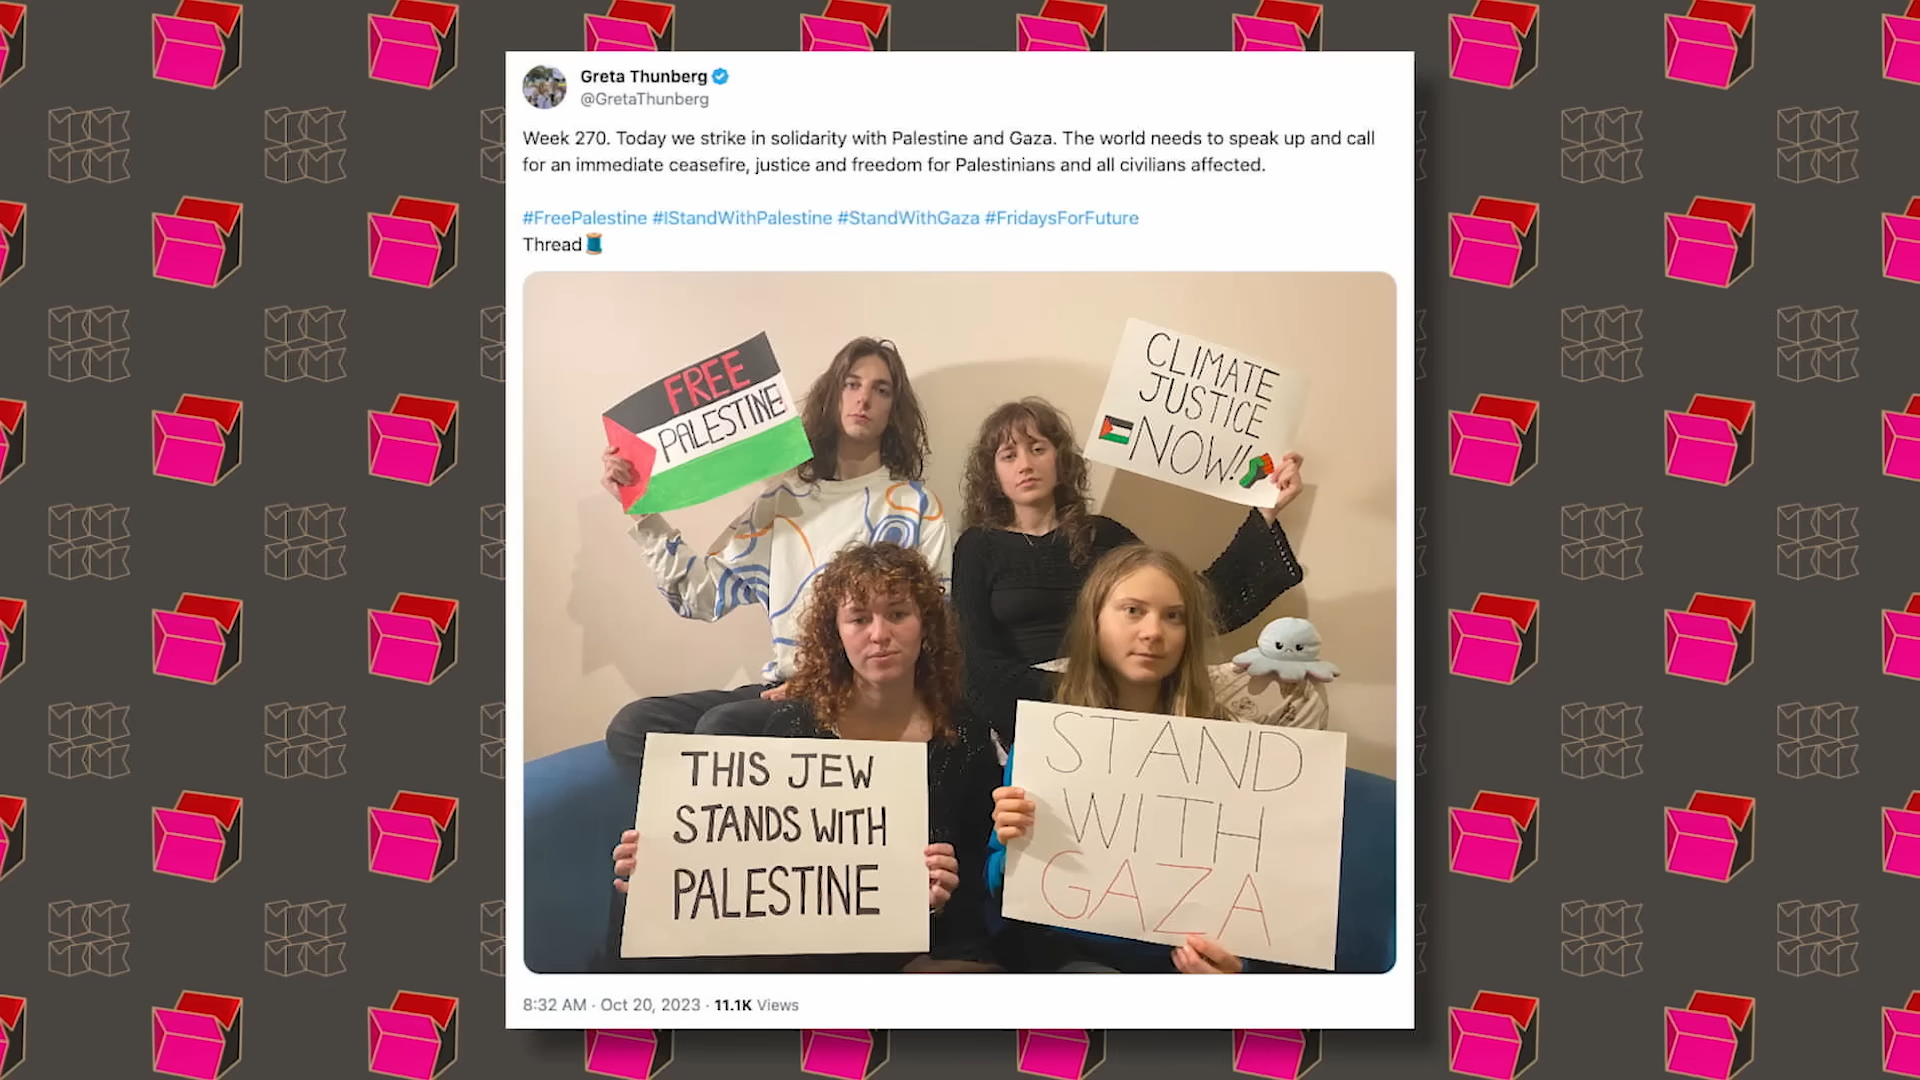 Greta Thunberg
@GretaThunberg
Week 270. Today we strike in solidarity with Palestine and Gaza. The world needs to speak up and call
for an immediate ceasefire, justice and freedom for Palestinians and all civilians affected.
#FreePalestine #IStandWithPalestine #StandWithGaza #FridaysForFuture
Thread🧵
FREE
PALESTINE!
CLIMATE
JUSTICE
NOW!
THIS JEW
STANDS WITH
PALESTINE
STAND
WITH
GAZA
8:32 AM · Oct 20, 2023 · 11.1K Views